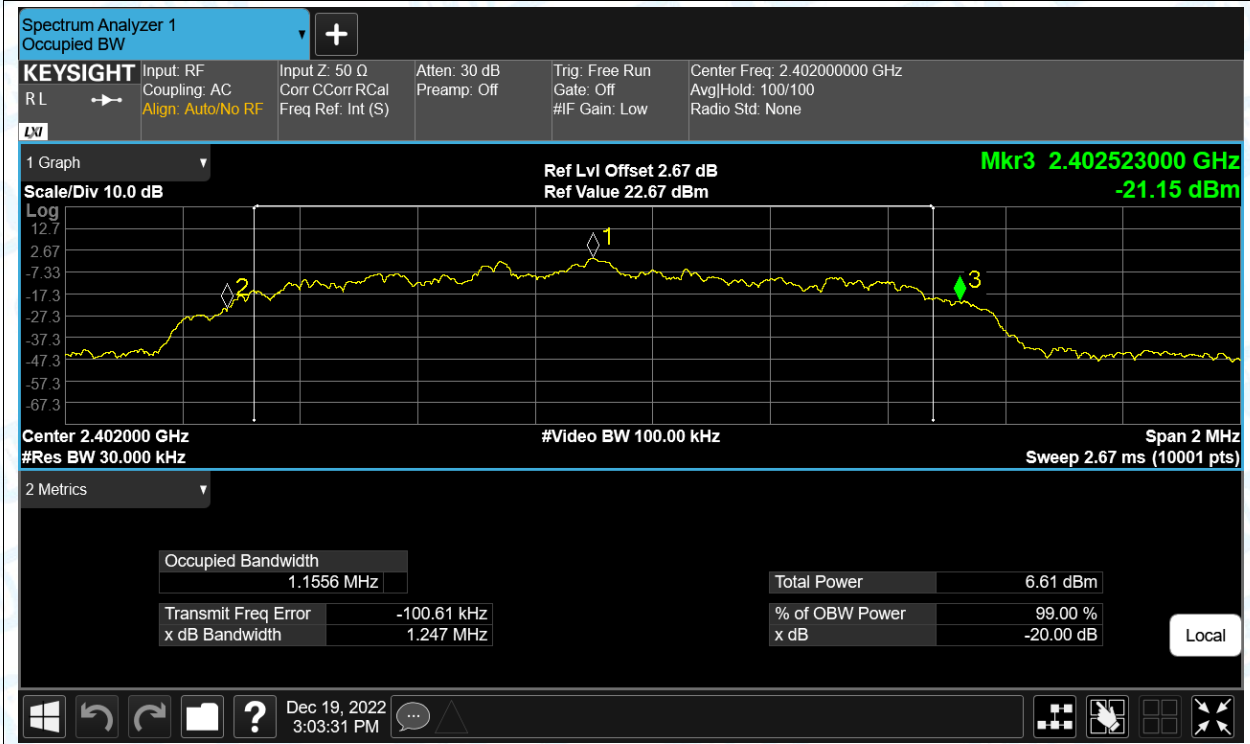 Spectrum Analyzer 1
Occupied BW
KEYSIGHT
R L
LXI
Input: RF
Coupling: AC
Align: Auto/No RF
Input Z: 50 Ω
Corr CCorr RCal
Freq Ref: Int (S)
Atten: 30 dB
Preamp: Off
Trig: Free Run
Gate: Off
#IF Gain: Low
Center Freq: 2.402000000 GHz
Avg|Hold: 100/100
Radio Std: None
1 Graph
Scale/Div 10.0 dB
Ref Lvl Offset 2.67 dB
Ref Value 22.67 dBm
Mkr3 2.402523000 GHz
-21.15 dBm
Log
12.7
2.67
-7.33
-17.3
-27.3
-37.3
-47.3
-57.3
-67.3
1
2
3
Center 2.402000 GHz
#Video BW 100.00 kHz
Span 2 MHz
#Res BW 30.000 kHz
Sweep 2.67 ms (10001 pts)
2 Metrics
Occupied Bandwidth
1.1556 MHz
Total Power 6.61 dBm
Transmit Freq Error -100.61 kHz
% of OBW Power 99.00 %
x dB Bandwidth 1.247 MHz
x dB -20.00 dB
Local
?
Dec 19, 2022
3:03:31 PM